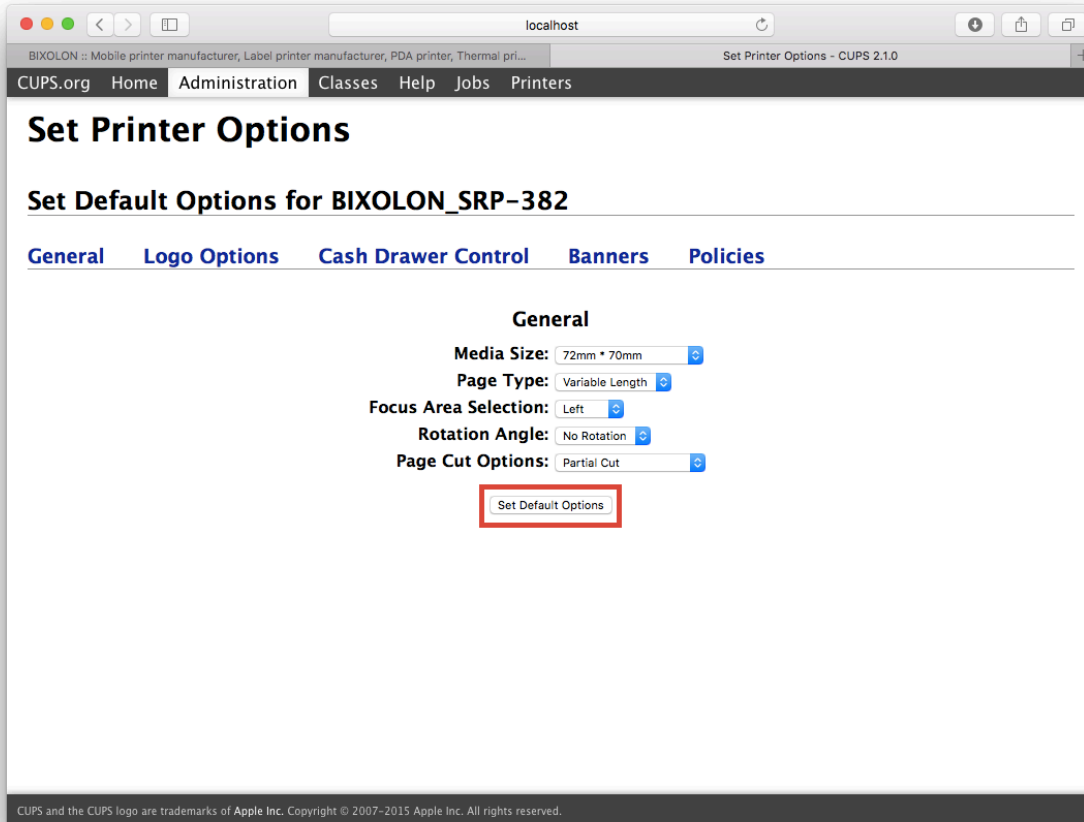 localhost
BIXOLON :: Mobile printer manufacturer, Label printer manufacturer, PDA printer, Thermal pri...
Set Printer Options - CUPS 2.1.0
CUPS.org Home Administration Classes Help Jobs Printers
Set Printer Options
Set Default Options for BIXOLON_SRP-382
General Logo Options Cash Drawer Control Banners Policies
General
Media Size: 72mm * 70mm
Page Type: Variable Length
Focus Area Selection: Left
Rotation Angle: No Rotation
Page Cut Options: Partial Cut
Set Default Options
CUPS and the CUPS logo are trademarks of Apple Inc. Copyright © 2007-2015 Apple Inc. All rights reserved.